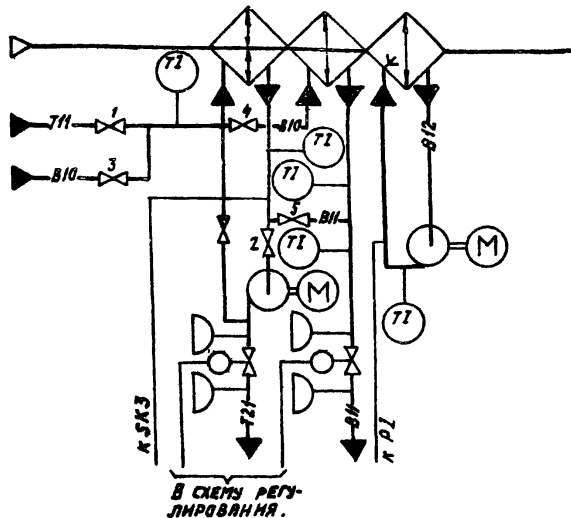 TI
T11
1
4
B10
B12
B10
3
TI
TI
5
B11
2
TI
M
M
TI
к SK3
T21
B11
к PI
В СХЕМУ РЕГУ-
ЛИРОВАНИЯ.